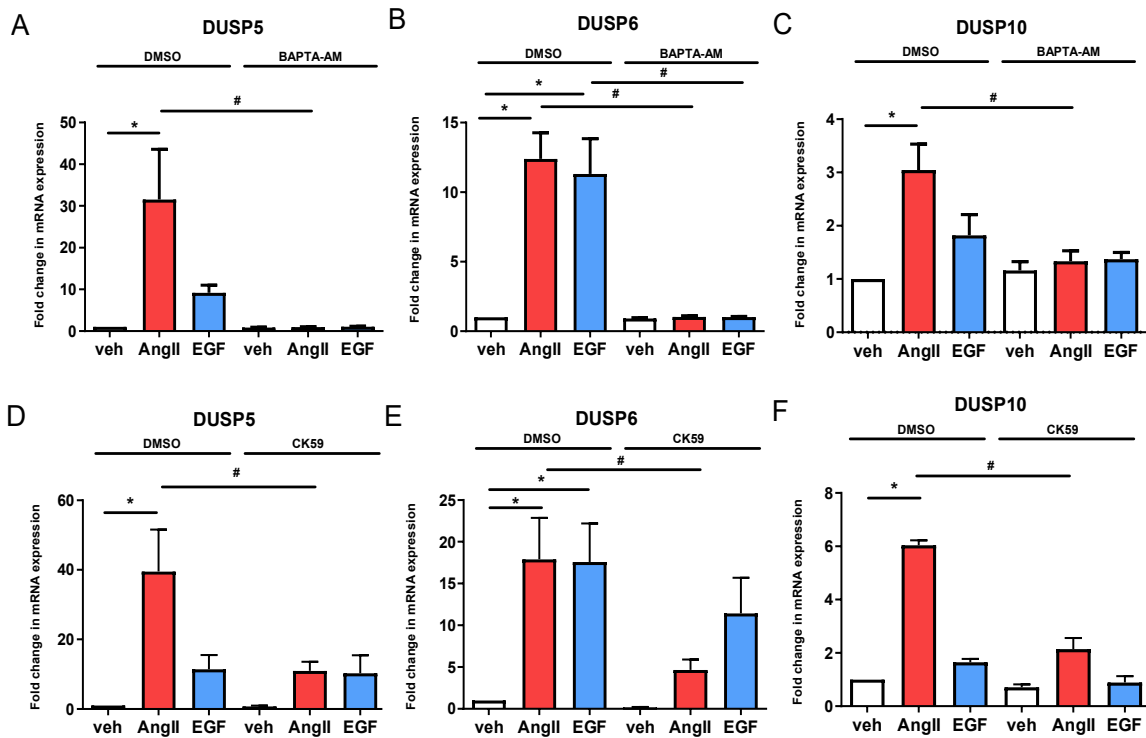 A
DUSP5
DMSO BAPTA-AM
#
*
Fold change in mRNA expression
50
40
30
20
10
0
veh AngII EGF veh AngII EGF
B
DUSP6
DMSO BAPTA-AM
#
* #
*
Fold change in mRNA expression
15
10
5
0
veh AngII EGF veh AngII EGF
C
DUSP10
DMSO BAPTA-AM
#
*
Fold change in mRNA expression
4
3
2
1
0
veh AngII EGF veh AngII EGF
D
DUSP5
DMSO CK59
#
*
Fold change in mRNA expression
60
40
20
0
veh AngII EGF veh AngII EGF
E
DUSP6
DMSO CK59
#
*
*
Fold change in mRNA expression
25
20
15
10
5
0
veh AngII EGF veh AngII EGF
F
DUSP10
DMSO CK59
#
*
Fold change in mRNA expression
8
6
4
2
0
veh AngII EGF veh AngII EGF